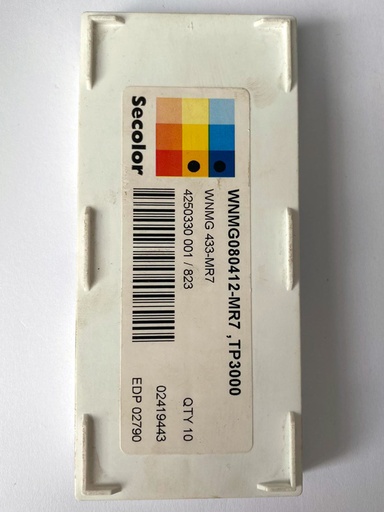 Secolor
WNMG080412-MR7 ,TP3000
WNMG 433-MR7
4250330 001 / 823
QTY 10
02419443
EDP 02790